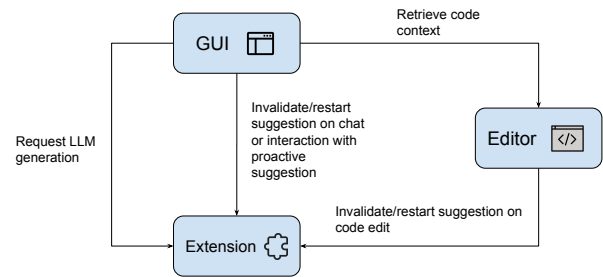 Retrieve code
context
GUI
Request LLM
generation
Invalidate/restart
suggestion on chat
or interaction with
proactive
suggestion
Editor
</>
Invalidate/restart suggestion on
code edit
Extension